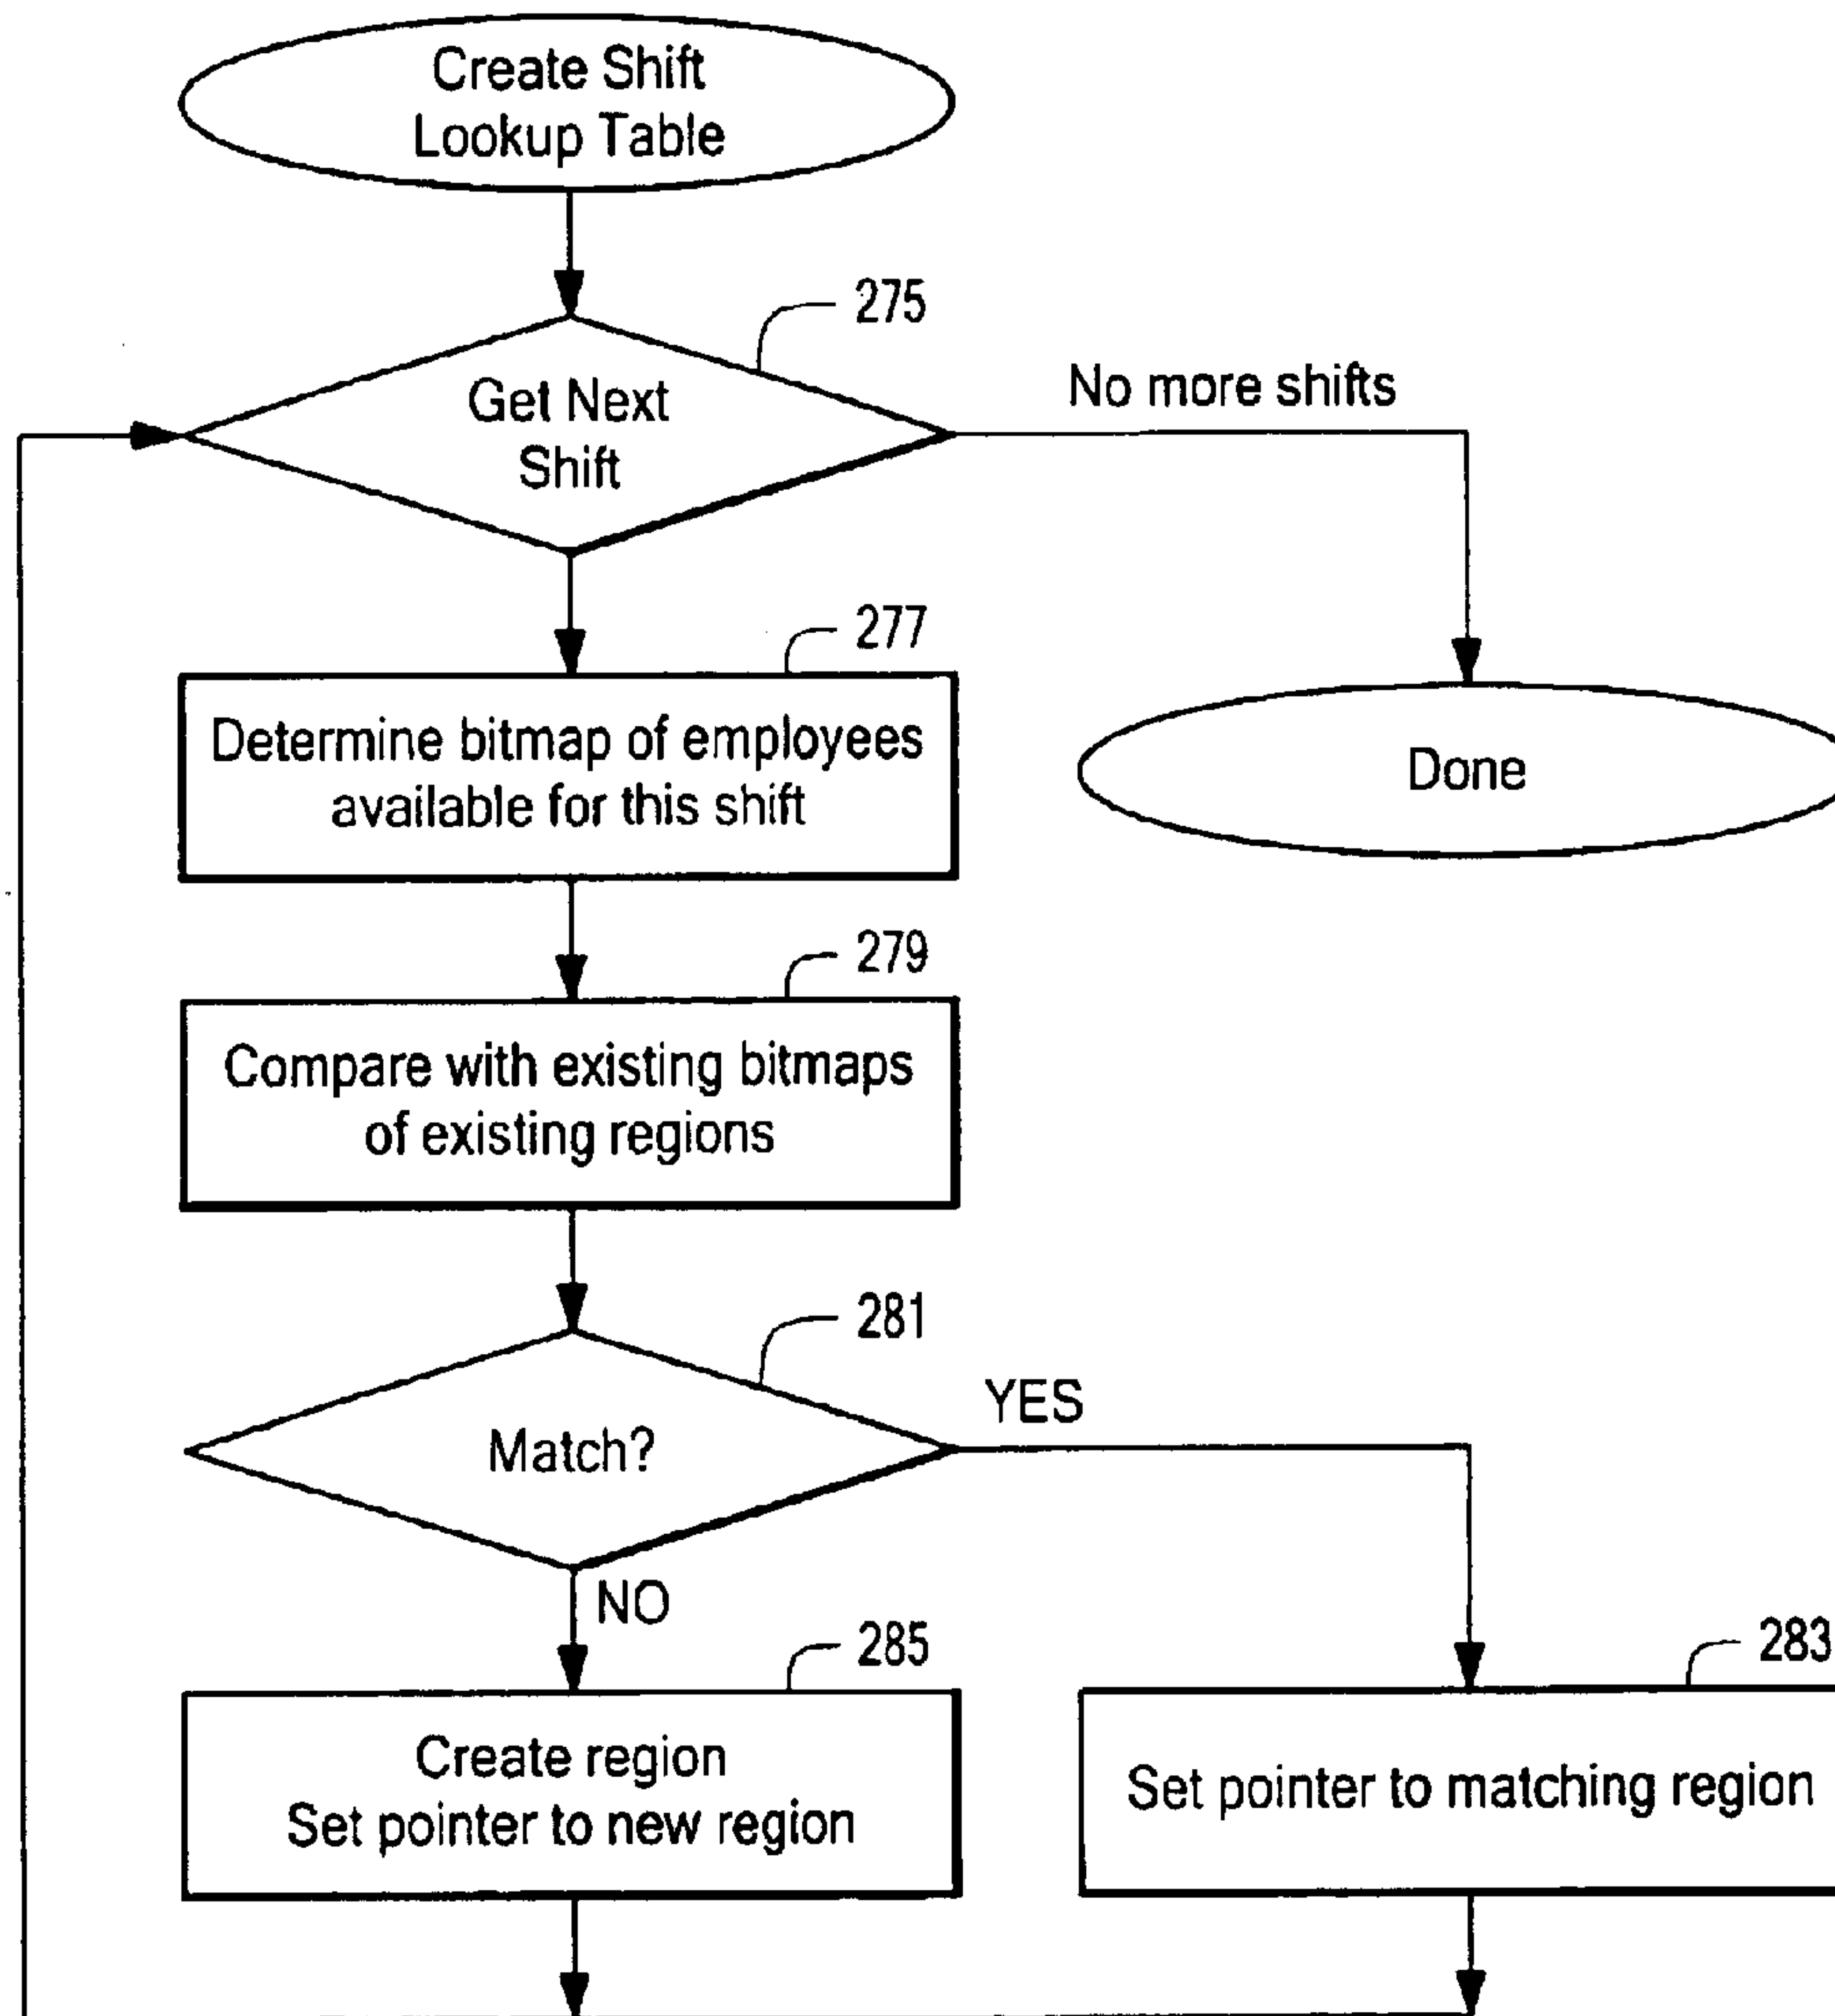 Create Shift
Lookup Table
275
Get Next
Shift
No more shifts
277
Determine bitmap of employees
available for this shift
Done
279
Compare with existing bitmaps
of existing regions
281
Match?
YES
NO
285
Create region
Set pointer to new region
283
Set pointer to matching region